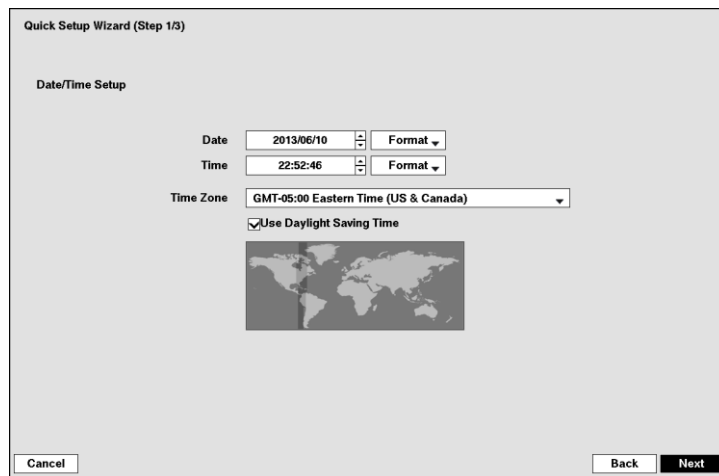 Quick Setup Wizard (Step 1/3)
Date/Time Setup
Date 2013/06/10 Format
Time 22:52:46 Format
Time Zone GMT-05:00 Eastern Time (US & Canada)
Use Daylight Saving Time
Cancel Back Next